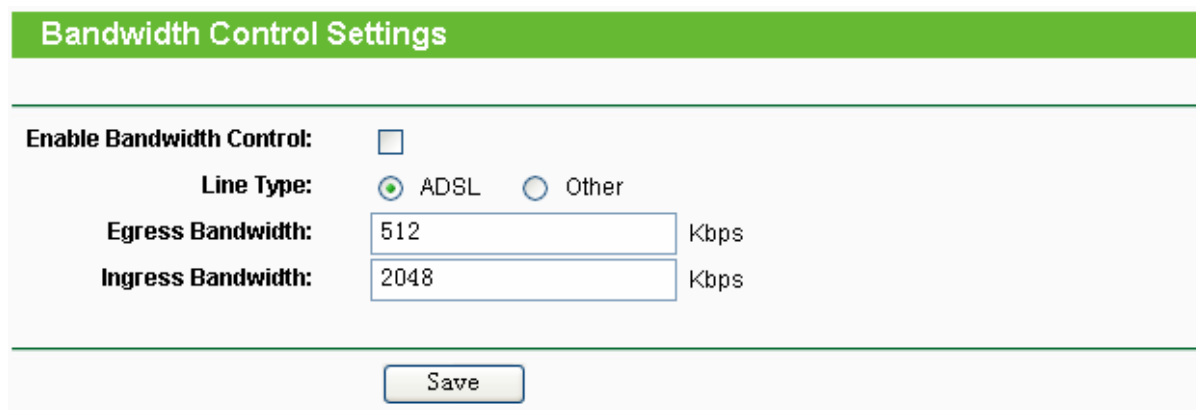 Bandwidth Control Settings
Enable Bandwidth Control:
Line Type: ADSL Other
Egress Bandwidth: 512 Kbps
Ingress Bandwidth: 2048 Kbps
Save